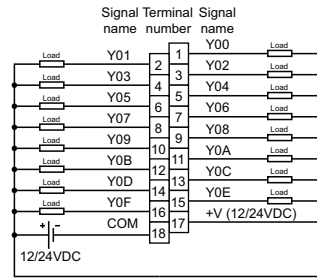 Signal name Terminal number Signal name
1 Y00 Load
Load Y01 2
3 Y02 Load
Load Y03 4
5 Y04 Load
Load Y05 6
7 Y06 Load
Load Y07 8
9 Y08 Load
Load Y09 10
11 Y0A Load
Load Y0B 12
13 Y0C Load
Load Y0D 14
15 Y0E Load
Load Y0F 16
17 +V (12/24VDC)
+ - COM 18
12/24VDC